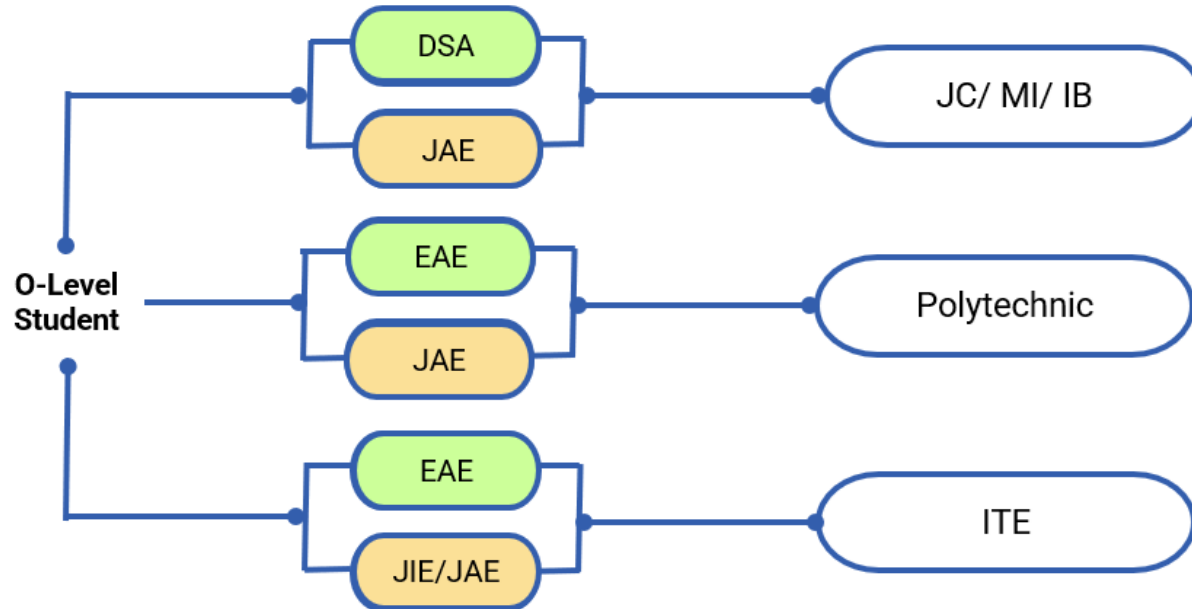 DSA
JC/ MI/ IB
JAE
EAE
O-Level
Student
Polytechnic
JAE
EAE
ITE
JIE/JAE